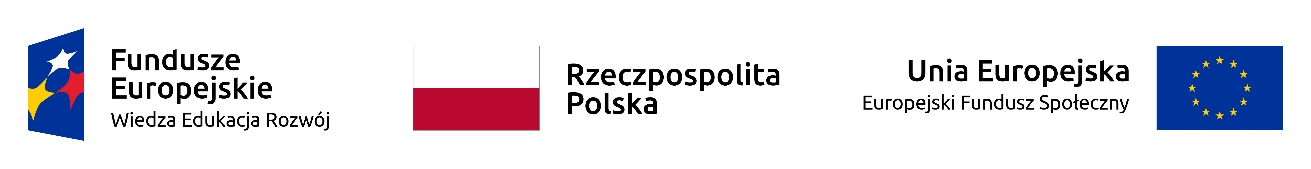 Fundusze
Europejskie
Wiedza Edukacja Rozwój
Rzeczpospolita
Polska
Unia Europejska
Europejski Fundusz Społeczny